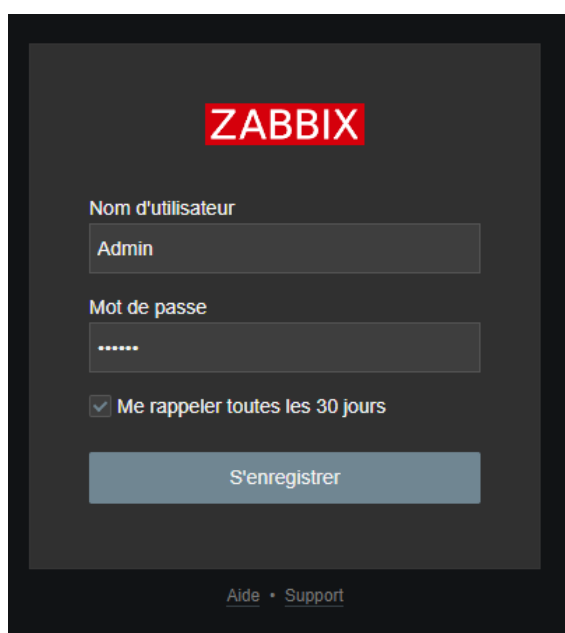 ZABBIX
Nom d'utilisateur
Admin
Mot de passe
••••••
Me rappeler toutes les 30 jours
S'enregistrer
Aide • Support